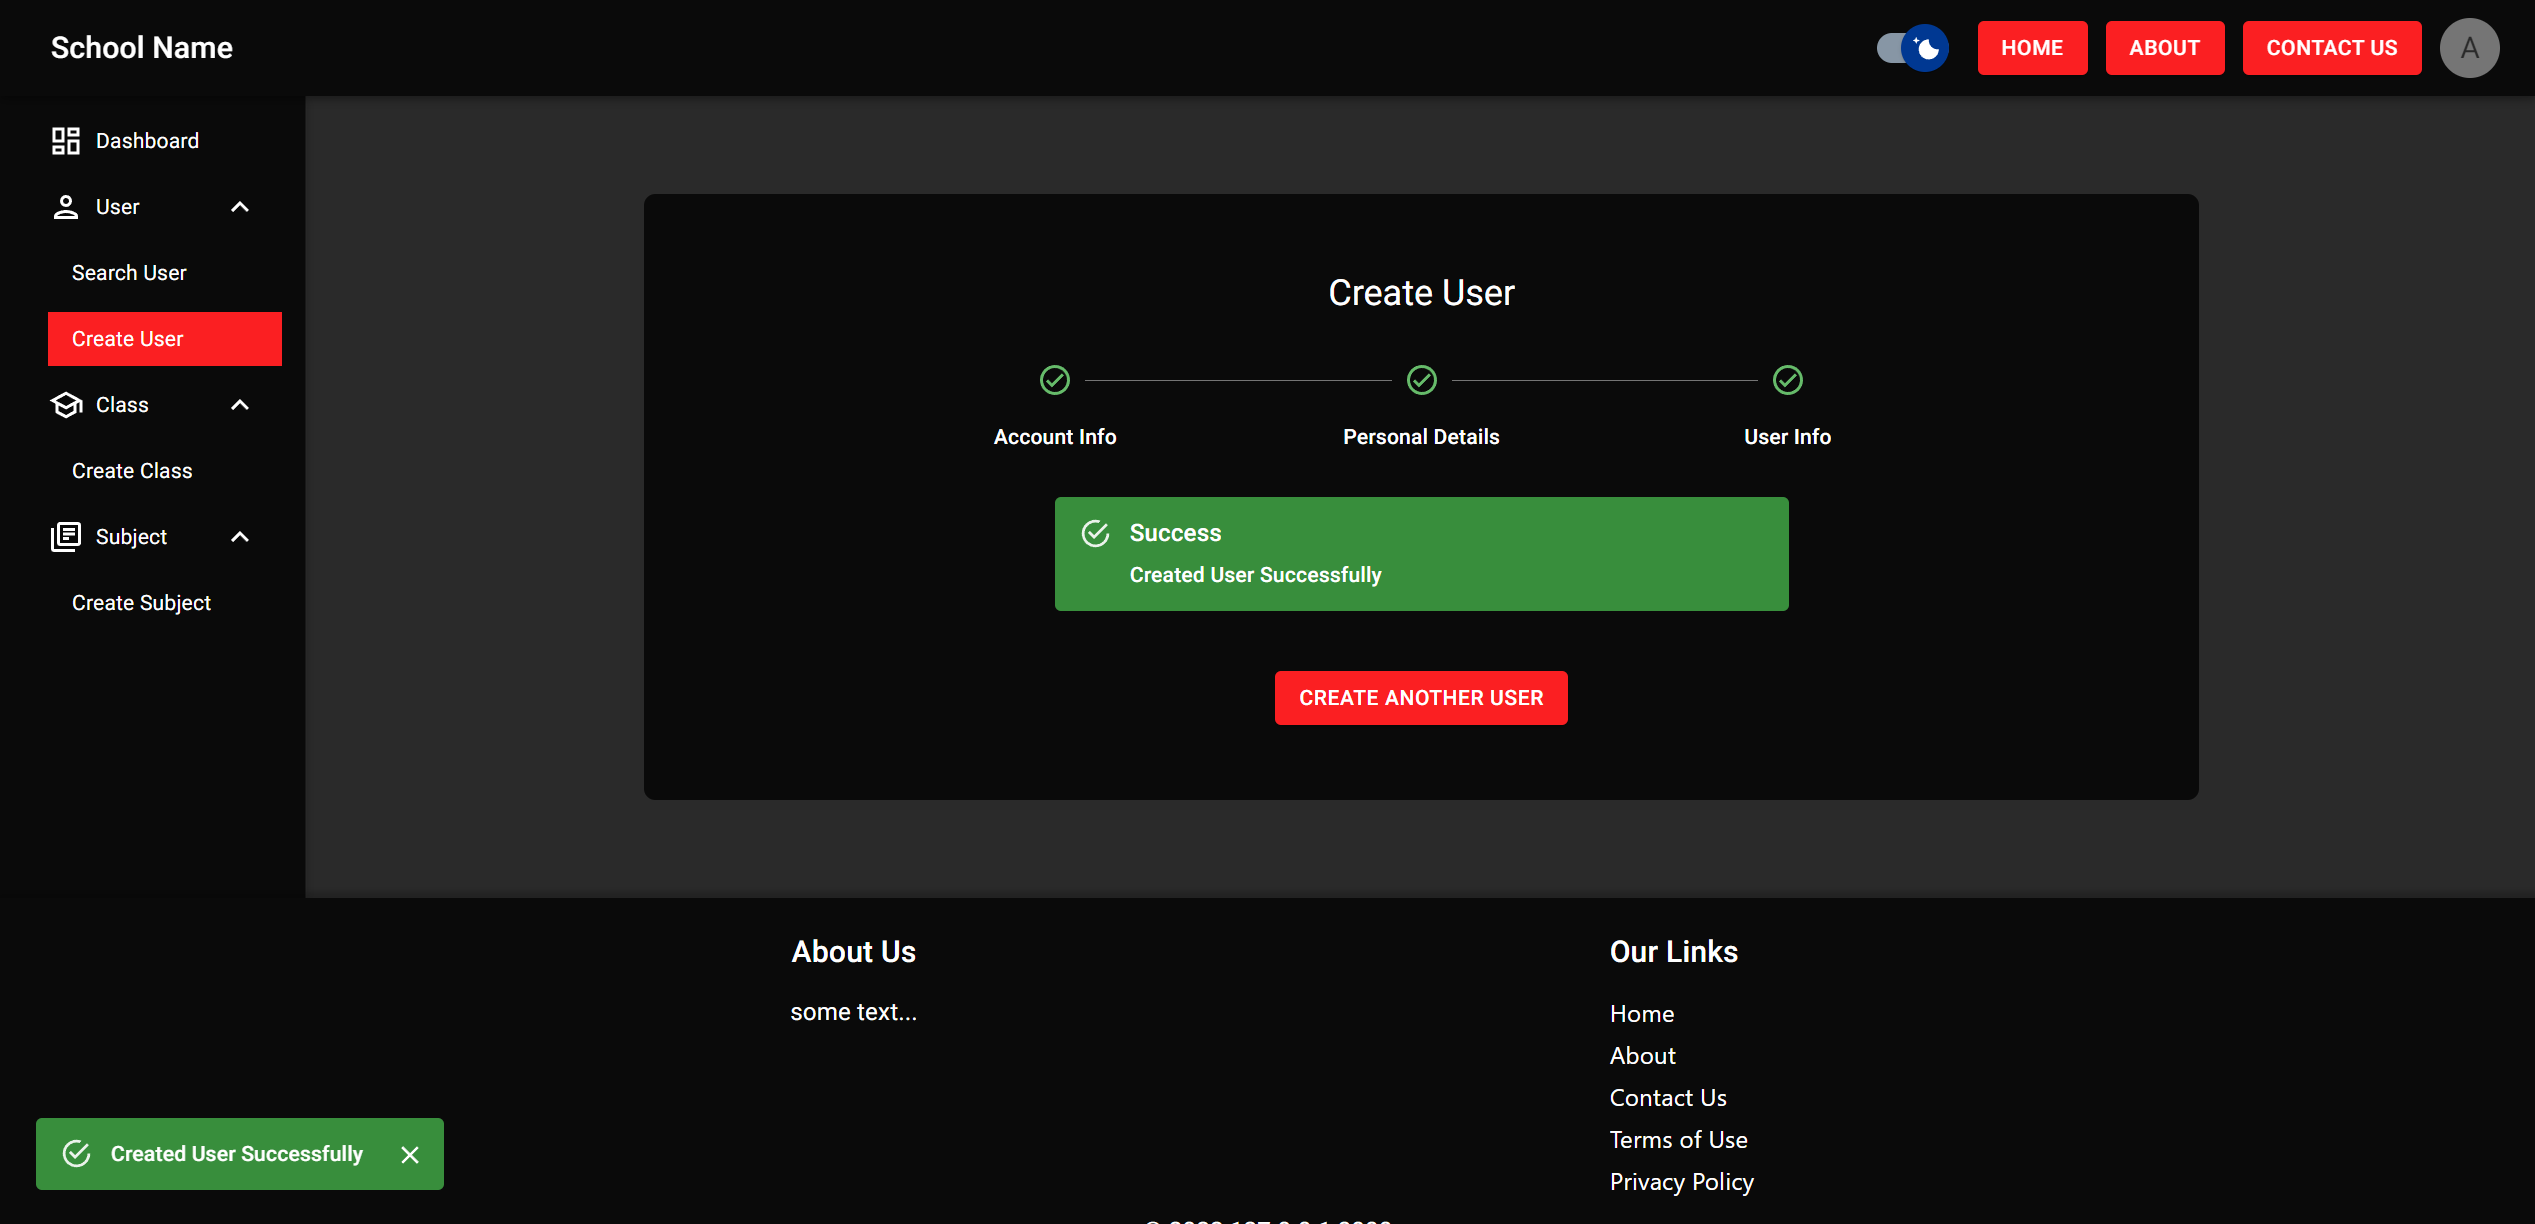 School Name
HOME
ABOUT
CONTACT US
A
Dashboard
User
Search User
Create User
Class
Create Class
Subject
Create Subject
Create User
Account Info
Personal Details
User Info
Success
Created User Successfully
CREATE ANOTHER USER
About Us
some text...
Our Links
Home
About
Contact Us
Terms of Use
Privacy Policy
Created User Successfully